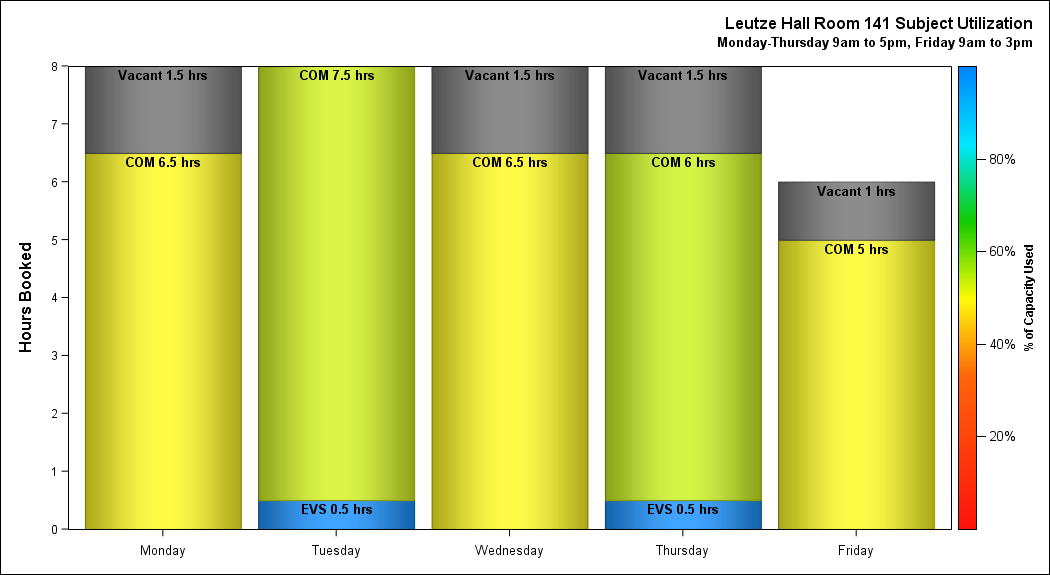 Leutze Hall Room 141 Subject Utilization
Monday-Thursday 9am to 5pm, Friday 9am to 3pm
Hours Booked
8
7
6
5
4
3
2
1
0
Vacant 1.5 hrs
COM 6.5 hrs
COM 7.5 hrs
EVS 0.5 hrs
Vacant 1.5 hrs
COM 6.5 hrs
Vacant 1.5 hrs
COM 6 hrs
EVS 0.5 hrs
Vacant 1 hrs
COM 5 hrs
Monday
Tuesday
Wednesday
Thursday
Friday
80%
60%
40%
20%
% of Capacity Used